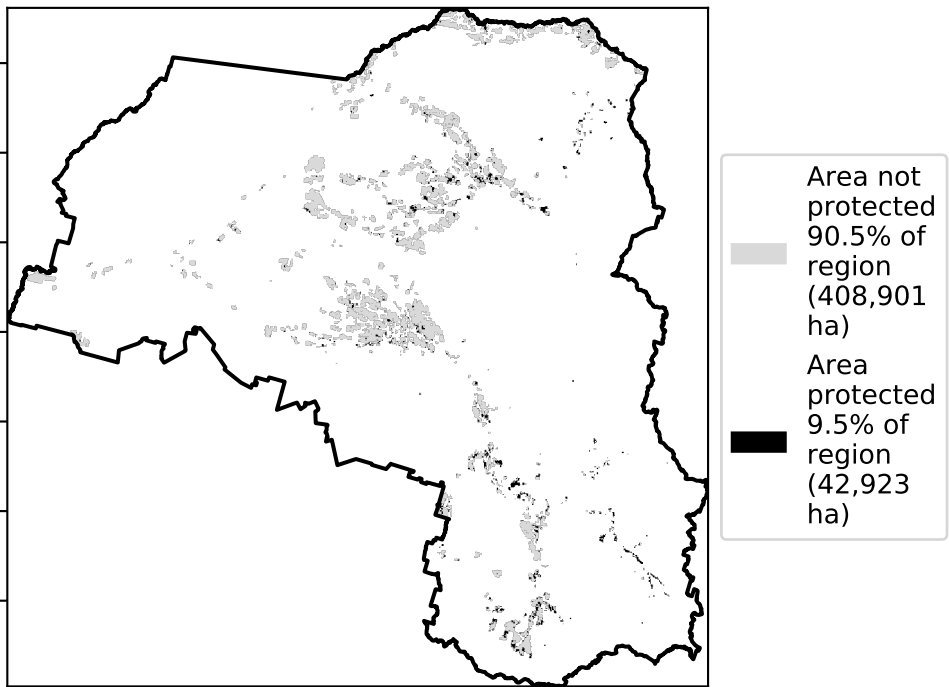 Area not
protected
90.5% of
region
(408,901
ha)
Area
protected
9.5% of
region
(42,923
ha)